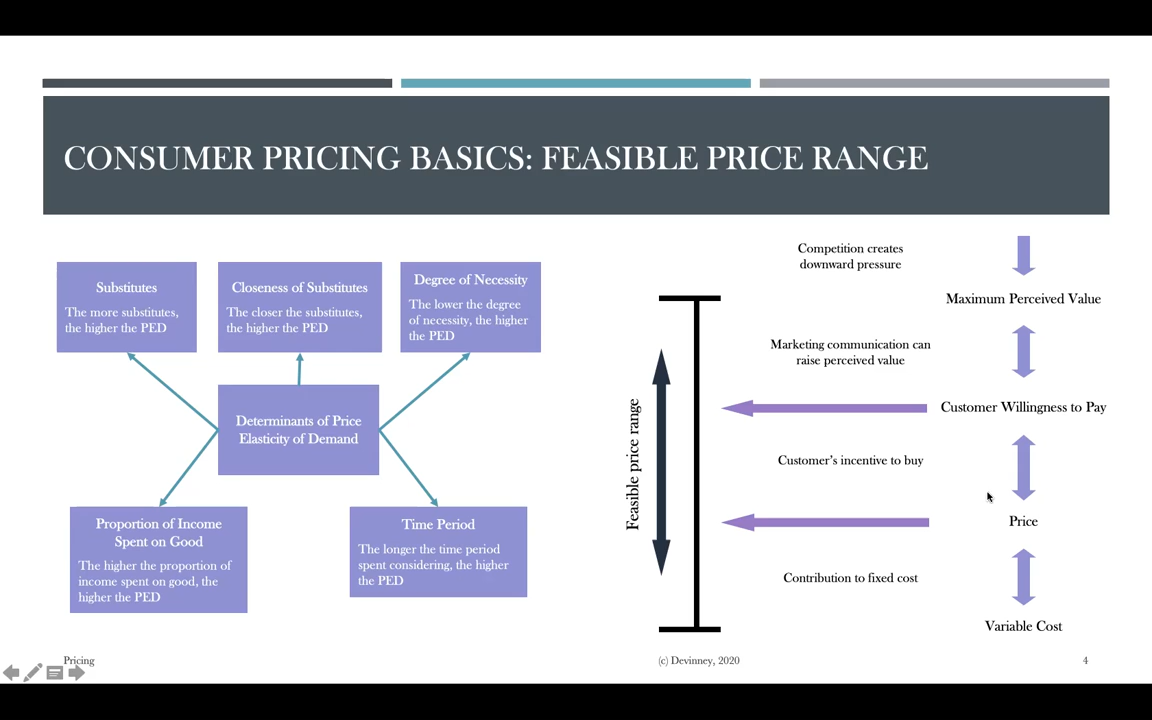 CONSUMER PRICING BASICS: FEASIBLE PRICE RANGE
Substitutes
The more substitutes,
the higher the PED
Closeness of Substitutes
The closer the substitutes,
the higher the PED
Degree of Necessity
The lower the degree
of necessity, the higher
the PED
Determinants of Price
Elasticity of Demand
Proportion of Income
Spent on Good
The higher the proportion of
income spent on good, the
higher the PED
Time Period
The longer the time period
spent considering, the higher
the PED
Feasible price range
Competition creates
downward pressure
Maximum Perceived Value
Marketing communication can
raise perceived value
Customer Willingness to Pay
Customer’s incentive to buy
Price
Contribution to fixed cost
Variable Cost
Pricing
(c) Devinney, 2020
4